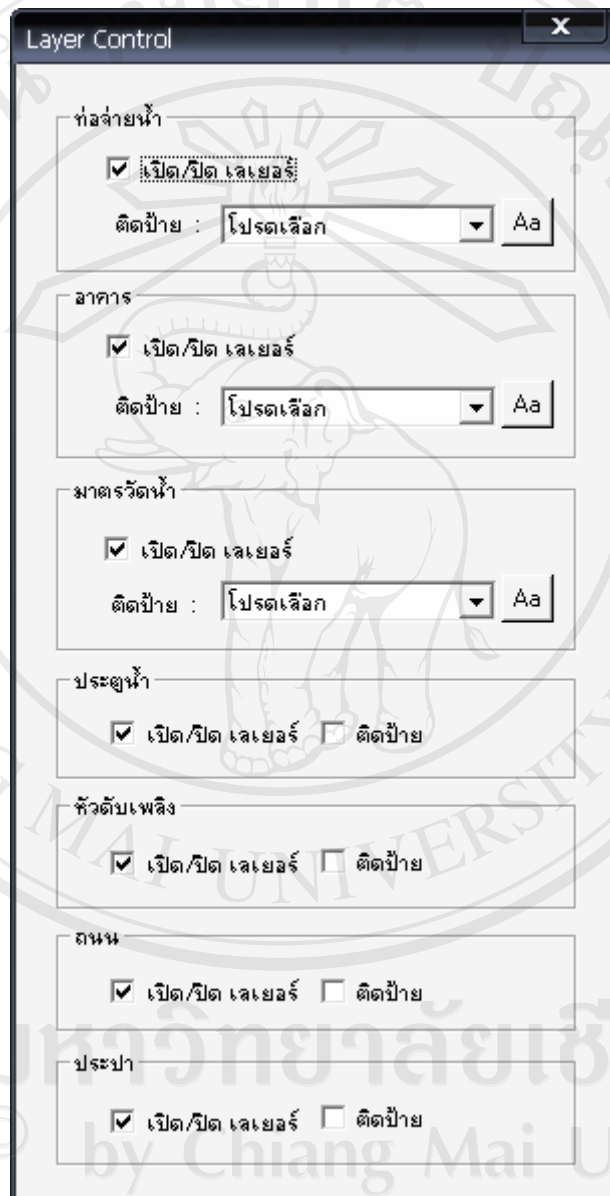 Layer Control
x
ท่อจ่ายน้ำ
เปิด/ปิด เลเยอร์
ติดป้าย : โปรดเลือก Aa
อาคาร
เปิด/ปิด เลเยอร์
ติดป้าย : โปรดเลือก Aa
มาตรวัดน้ำ
เปิด/ปิด เลเยอร์
ติดป้าย : โปรดเลือก Aa
ประตูน้ำ
เปิด/ปิด เลเยอร์ ติดป้าย
หัวดับเพลิง
เปิด/ปิด เลเยอร์ ติดป้าย
MAI UNIVERSITY
ถนน
เปิด/ปิด เลเยอร์ ติดป้าย
ประปา
เปิด/ปิด เลเยอร์ ติดป้าย
© by Chiang Mai U